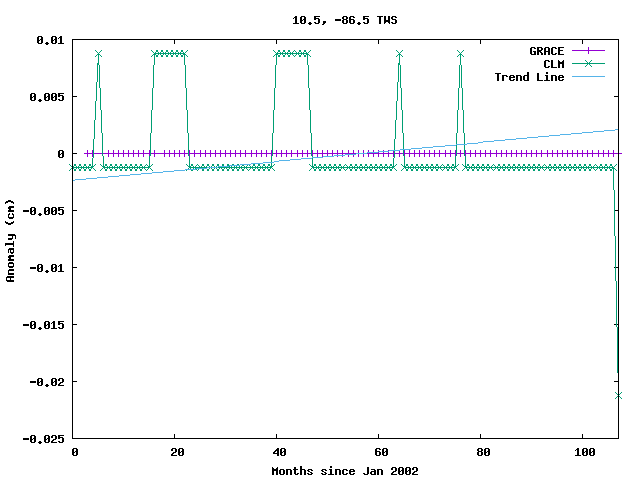 10.5, -86.5 TWS
GRACE
CLM
Trend Line
0.01
0.005
0
-0.005
-0.01
-0.015
-0.02
-0.025
Anomaly (cm)
0 20 40 60 80 100
Months since Jan 2002